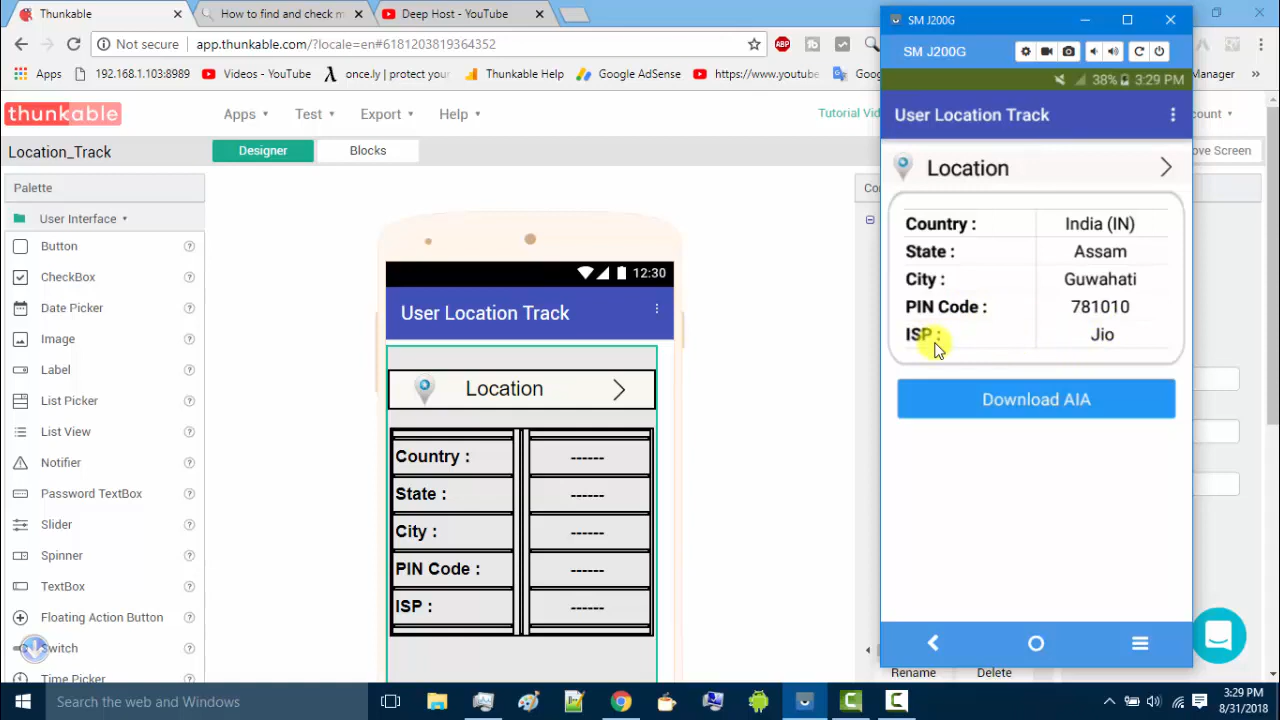 Thunkable
How to find and check m
Deep Host - YouTube
Not secure
app.thunkable.com/?locale=en#6181203819364352
ABP
Apps
192.168.1.103:8988
Videos - YouTube
once.ly | protect your
Thunkable Help
Google AdSense
https://www.youtube
Goo
Manager
»
thunkable
Apps
Test
Export
Help
Tutorial Vid
count
Location_Track
Designer
Blocks
ove Screen
Palette
User Interface
Button
CheckBox
Date Picker
Image
Label
List Picker
List View
Notifier
Password TextBox
Slider
Spinner
TextBox
Floating Action Button
Switch
Time Picker
12:30
User Location Track
Location
Country : ------
State : ------
City : ------
PIN Code : ------
ISP : ------
Co
SM J200G
SM J200G
38% 3:29 PM
User Location Track
Location
Country : India (IN)
State : Assam
City : Guwahati
PIN Code : 781010
ISP : Jio
Download AIA
Rename
Delete
Search the web and Windows
3:29 PM
8/31/2018